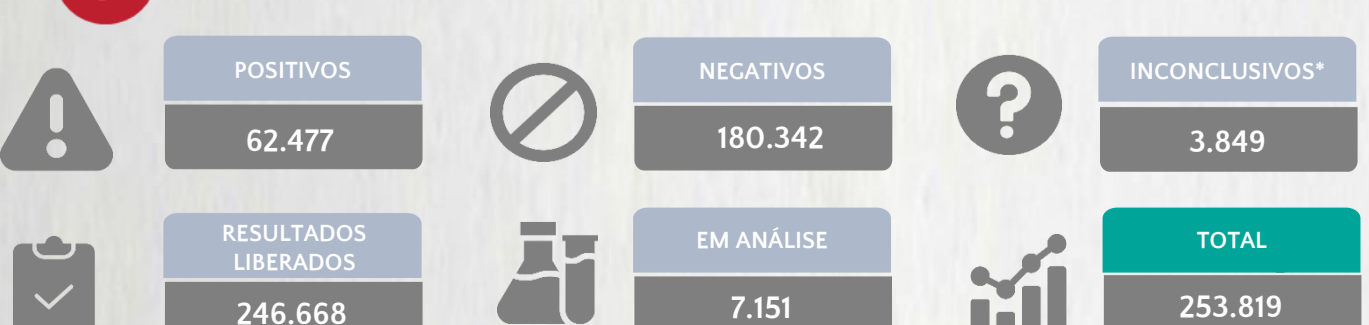 POSITIVOS
62.477
NEGATIVOS
180.342
INCONCLUSIVOS*
3.849
RESULTADOS
LIBERADOS
246.668
EM ANÁLISE
7.151
TOTAL
253.819